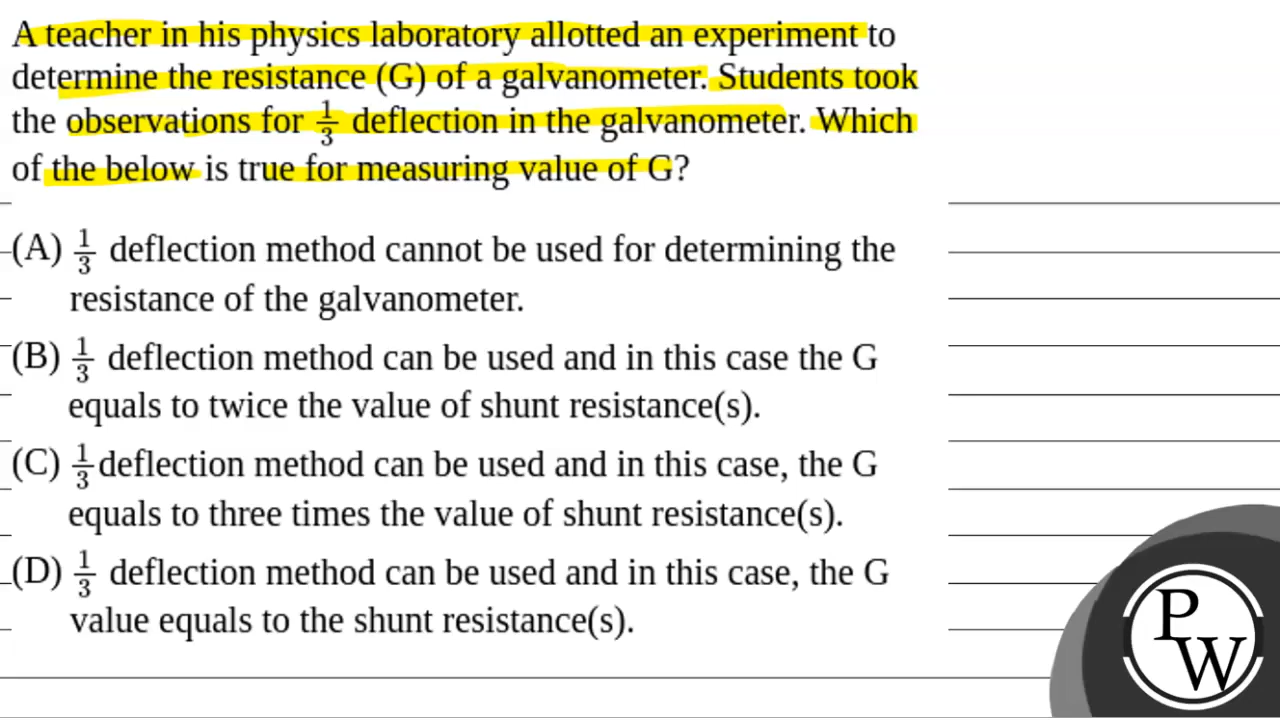 A teacher in his physics laboratory allotted an experiment to
determine the resistance (G) of a galvanometer. Students took
the observations for 1/3 deflection in the galvanometer. Which
of the below is true for measuring value of G?
(A) 1/3 deflection method cannot be used for determining the
resistance of the galvanometer.
(B) 1/3 deflection method can be used and in this case the G
equals to twice the value of shunt resistance(s).
(C) 1/3 deflection method can be used and in this case, the G
equals to three times the value of shunt resistance(s).
(D) 1/3 deflection method can be used and in this case, the G
value equals to the shunt resistance(s).
PW